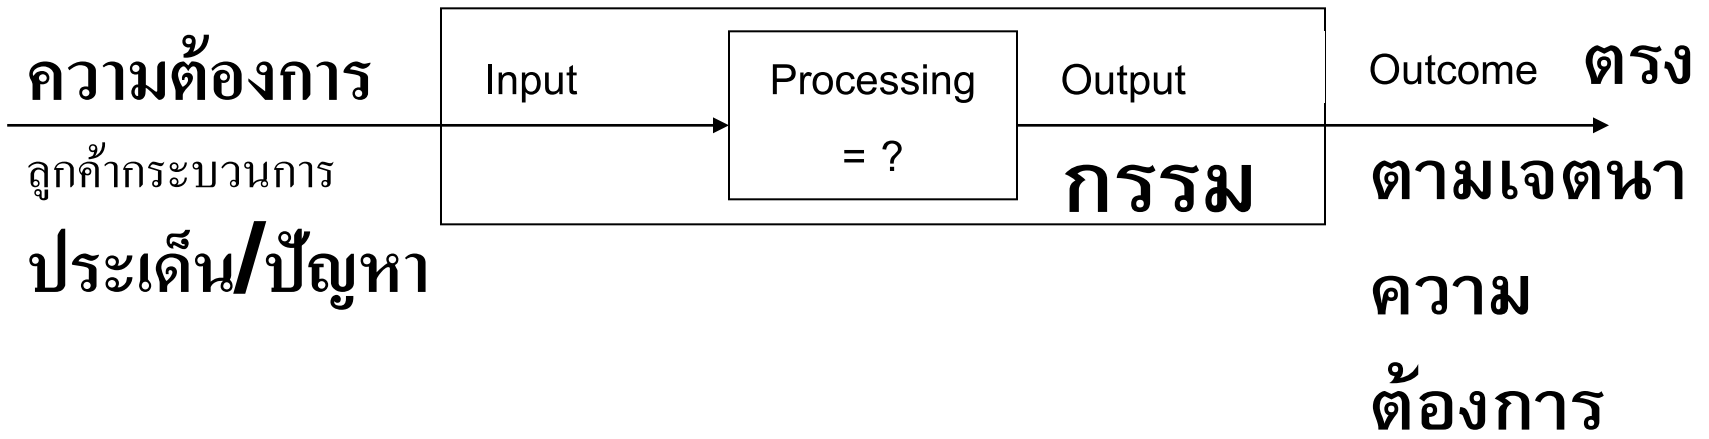 ความต้องการ
ลูกค้ากระบวนการ
ประเด็น/ปัญหา
Input
Processing
= ?
Output
กรรม
Outcome ตรง
ตามเจตนา
ความ
ต้องการ